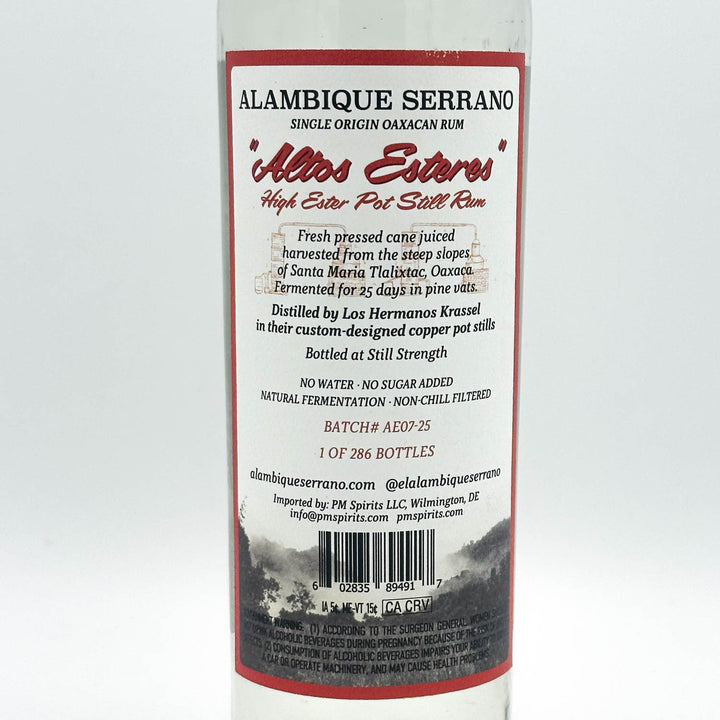 ALAMBIQUE SERRANO
SINGLE ORIGIN OAXACAN RUM
"Altos Esteres"
High Ester Pot Still Rum
Fresh pressed cane juiced
harvested from the steep slopes
of Santa Maria Tlalixtac, Oaxaca.
Fermented for 25 days in pine vats.
Distilled by Los Hermanos Krassel
in their custom-designed copper pot stills
Bottled at Still Strength
NO WATER · NO SUGAR ADDED
NATURAL FERMENTATION · NON-CHILL FILTERED
BATCH# AE07-25
1 OF 286 BOTTLES
alambiqueserrano.com @elalambiqueserrano
Imported by: PM Spirits LLC, Wilmington, DE
info@pmspirits.com pmspirits.com
6 02835 89491 7
IA 5¢ ME-VT 15¢ CA CRV
WARNING: (1) ACCORDING TO THE SURGEON GENERAL, WOMEN
ALCOHOLIC BEVERAGES DURING PREGNANCY BECAUSE OF THE RISK OF
(2) CONSUMPTION OF ALCOHOLIC BEVERAGES IMPAIRS YOUR
A CAR OR OPERATE MACHINERY, AND MAY CAUSE HEALTH PROBLEMS.